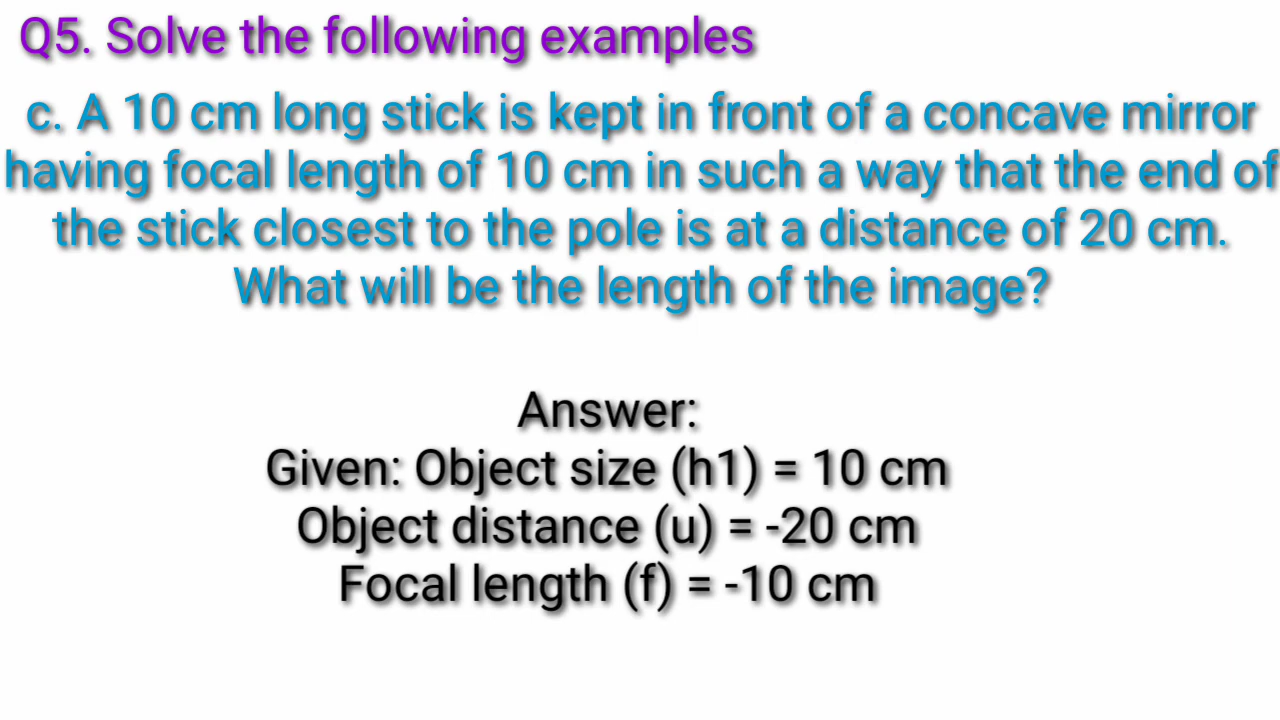 Q5. Solve the following examples
c. A 10 cm long stick is kept in front of a concave mirror
having focal length of 10 cm in such a way that the end of
the stick closest to the pole is at a distance of 20 cm.
What will be the length of the image?
Answer:
Given: Object size (h1) = 10 cm
Object distance (u) = -20 cm
Focal length (f) = -10 cm